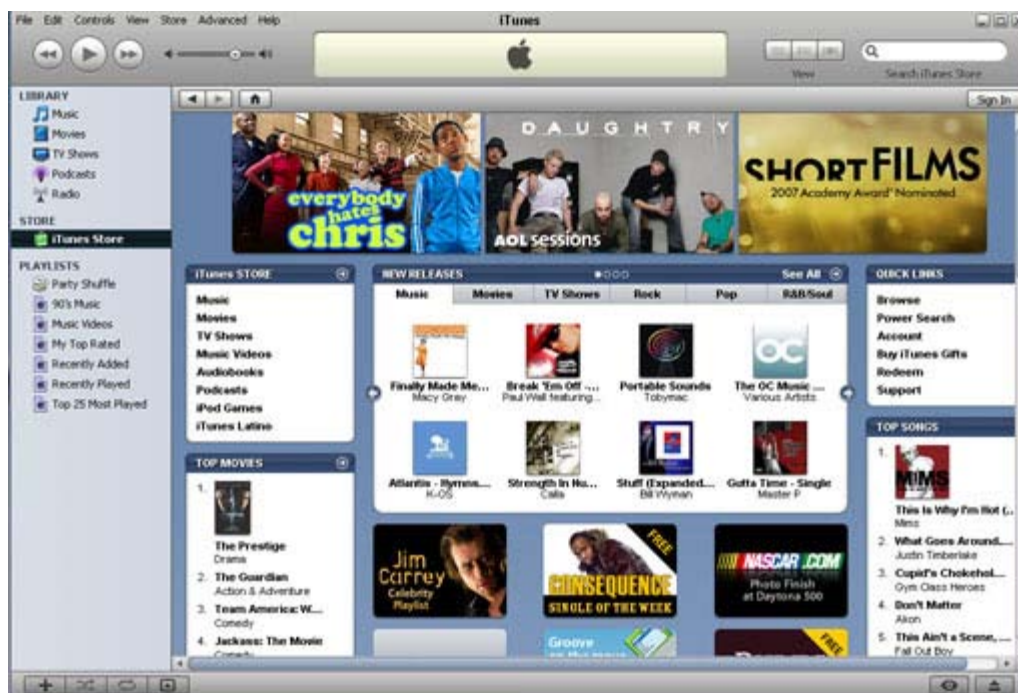 File Edit Controls View Store Advanced Help
iTunes
View
Search iTunes Store
LIBRARY
Music
Movies
TV Shows
Podcasts
Radio
STORE
iTunes Store
PLAYLISTS
Party Shuffle
90's Music
Music Videos
My Top Rated
Recently Added
Recently Played
Top 25 Most Played
Sign In
everybody
hates
chris
DAUGHTRY
AOL sessions
SHORT FILMS
2007 Academy Award Nominated
iTunes STORE
Music
Movies
TV Shows
Music Videos
Audiobooks
Podcasts
iPod Games
iTunes Latino
TOP MOVIES
1.
The Prestige
Drama
2. The Guardian
Action & Adventure
3. Team America: W...
Comedy
4. Jackass: The Movie
Comedy
NEW RELEASES See All
Music Movies TV Shows Rock Pop R&B/Soul
Finally Made Me... Break 'Em Off -... Portable Sounds The OC Music ...
Macy Gray Paul Wall featuring... Tobymac Various Artists
Atlantis - Hymns... Strength In Nu... Stuff (Expanded... Gutta Time - Single
K-OS Calla Bill Wyman Master P
OC
Jim
Carrey
Celebrity
Playlist
FREE
CONSEQUENCE
SINGLE OF THE WEEK
NASCAR.COM
Photo Finish
at Daytona 500
Groove
FREE
QUICK LINKS
Browse
Power Search
Account
Buy iTunes Gifts
Redeem
Support
TOP SONGS
1.
MIMS
This Is Why I'm Hot (..
Mims
2. What Goes Around....
Justin Timberlake
3. Cupid's Chokehol...
Gym Class Heroes
4. Don't Matter
Akon
5. This Ain't a Scene, ...
Fall Out Boy